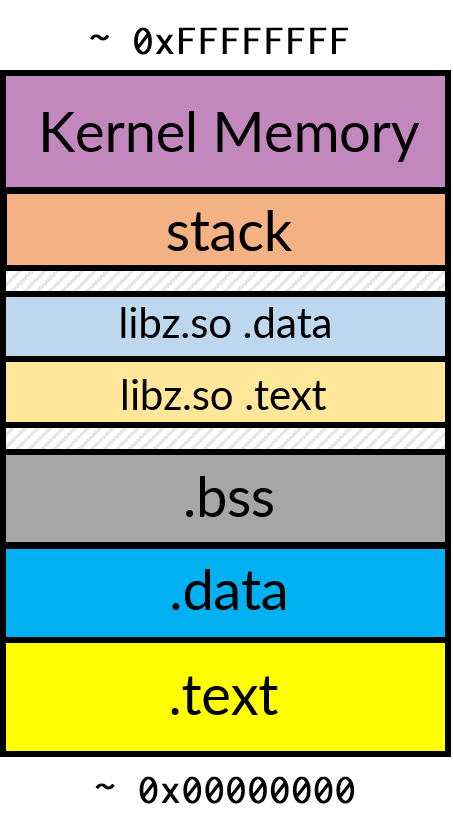 ~ 0xFFFFFFFF
Kernel Memory
stack
libz.so .data
libz.so .text
.bss
.data
.text
~ 0x00000000